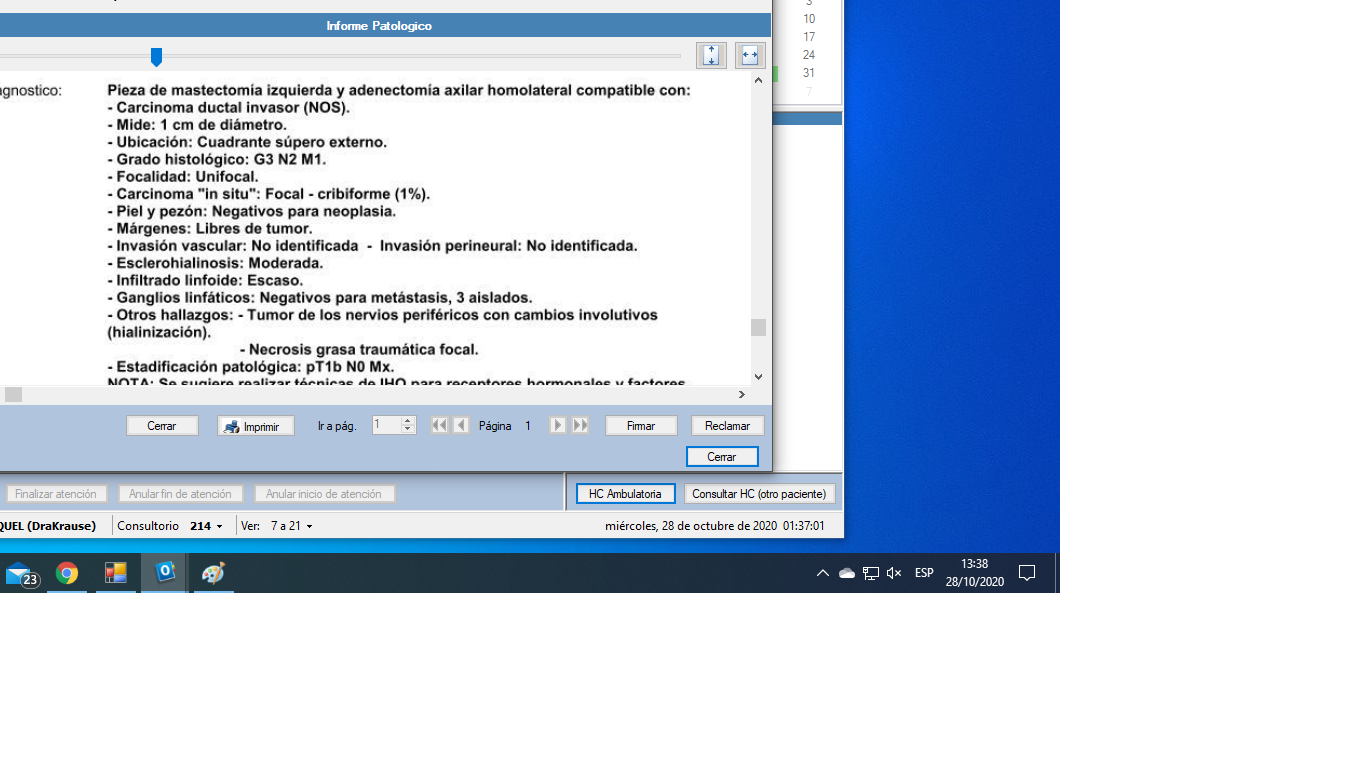 3
Informe Patologico
10
17
24
31
7
agnostico: Pieza de mastectomía izquierda y adenectomía axilar homolateral compatible con:
- Carcinoma ductal invasor (NOS).
- Mide: 1 cm de diámetro.
- Ubicación: Cuadrante súpero externo.
- Grado histológico: G3 N2 M1.
- Focalidad: Unifocal.
- Carcinoma "in situ": Focal - cribiforme (1%).
- Piel y pezón: Negativos para neoplasia.
- Márgenes: Libres de tumor.
- Invasión vascular: No identificada - Invasión perineural: No identificada.
- Esclerohialinosis: Moderada.
- Infiltrado linfoide: Escaso.
- Ganglios linfáticos: Negativos para metástasis, 3 aislados.
- Otros hallazgos: - Tumor de los nervios periféricos con cambios involutivos
(hialinización).
- Necrosis grasa traumática focal.
- Estadificación patológica: pT1b N0 Mx.
NOTA: Se sugiere realizar técnicas de IHQ para receptores hormonales y factores
Cerrar Imprimir Ir a pág. 1 Página 1 Firmar Reclamar
Cerrar
Finalizar atención Anular fin de atención Anular inicio de atención HC Ambulatoria Consultar HC (otro paciente)
QUEL (DraKrause) Consultorio 214 Ver: 7 a 21 miércoles, 28 de octubre de 2020 01:37:01
23 ESP 13:38
28/10/2020